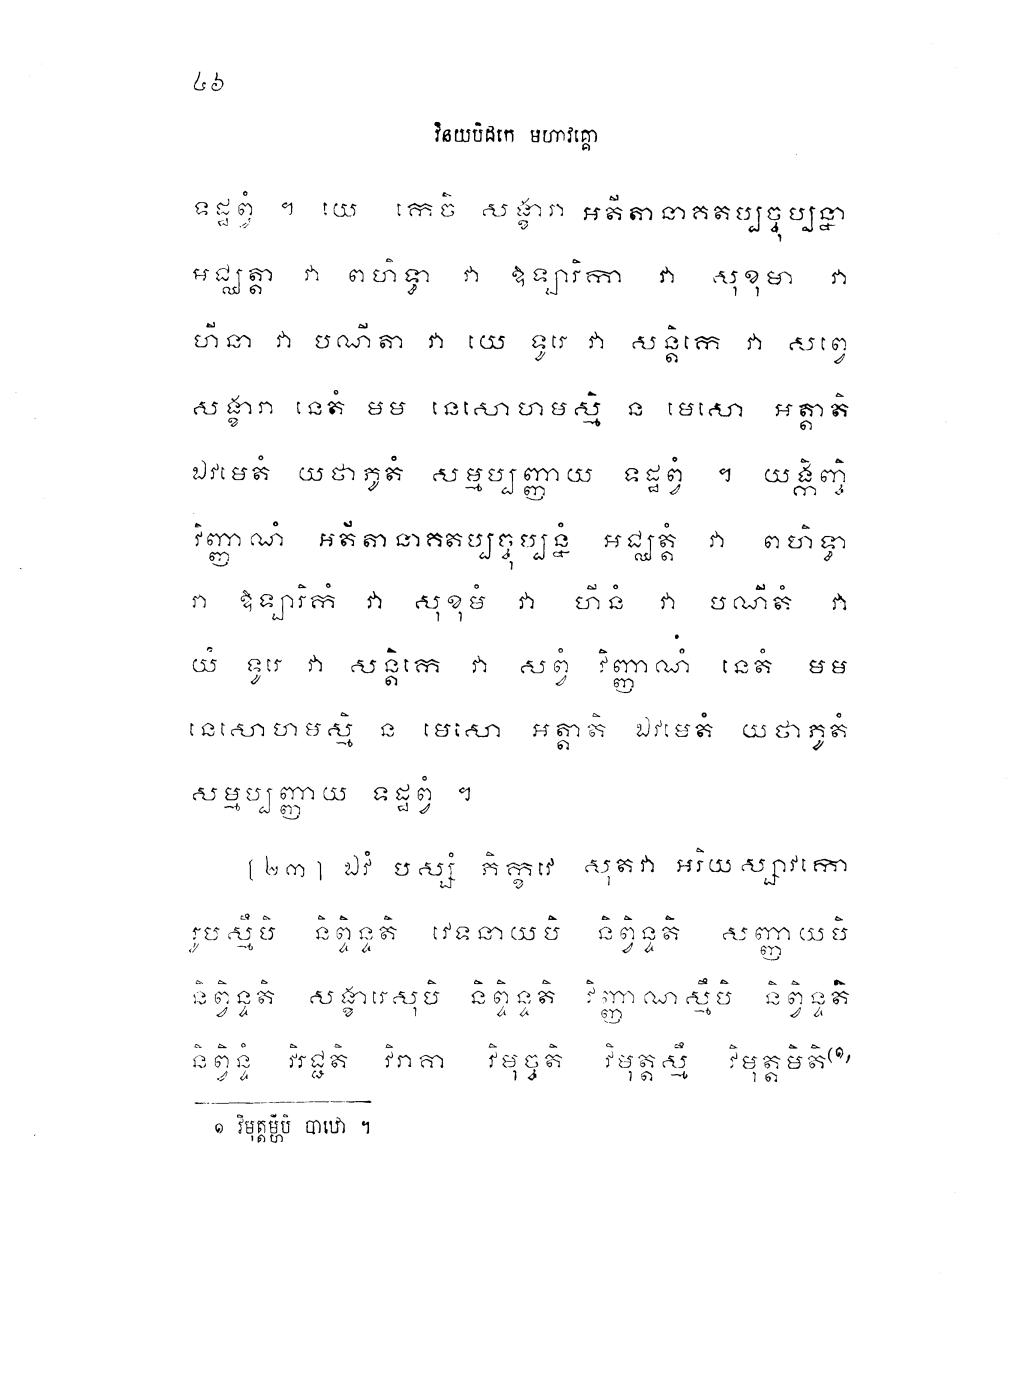 ៤៦
វិនយបិដកេ មហាវគ្គោ
ទដ្ឋព្វំ ។ យេ កេចិ សង្ខារា អតីតានាគតប្បច្ចុប្បន្នា
អជ្ឈត្តា វា ពហិទ្ធា វា ឱឡារិកា វា សុខុមា វា
ហីនា វា បណីតា វា យេ ទូរេ វា សន្តិកេ វា សព្វេ
សង្ខារា នេតំ មម នេសោហមស្មិ ន មេសោ អត្តាតិ
ឯវមេតំ យថាភូតំ សម្មប្បញ្ញាយ ទដ្ឋព្វំ ។ យង្កិញ្ចិ
វិញ្ញាណំ អតីតានាគតប្បច្ចុប្បន្នំ អជ្ឈត្តំ វា ពហិទ្ធា
វា ឱឡារិកំ វា សុខុមំ វា ហីនំ វា បណីតំ វា
យំ ទូរេ វា សន្តិកេ វា សព្វំ វិញ្ញាណំ នេតំ មម
នេសោហមស្មិ ន មេសោ អត្តាតិ ឯវមេតំ យថាភូតំ
សម្មប្បញ្ញាយ ទដ្ឋព្វំ ។
[២៣] ឯវំ បស្សំ ភិក្ខវេ សុតវា អរិយស្សាវកោ
រូបស្មឹបិ និព្វិន្ទតិ វេទនាយបិ និព្វិន្ទតិ សញ្ញាយបិ
និព្វិន្ទតិ សង្ខារេសុបិ និព្វិន្ទតិ វិញ្ញាណស្មឹបិ និព្វិន្ទតិ
និព្វិន្ទំ វិរជ្ជតិ វិរាគា វិមុច្ចតិ វិមុត្តស្មឹ វិមុត្តមិតិ(១)
១ វិមុត្តម្ហីបិ បាឋោ ។